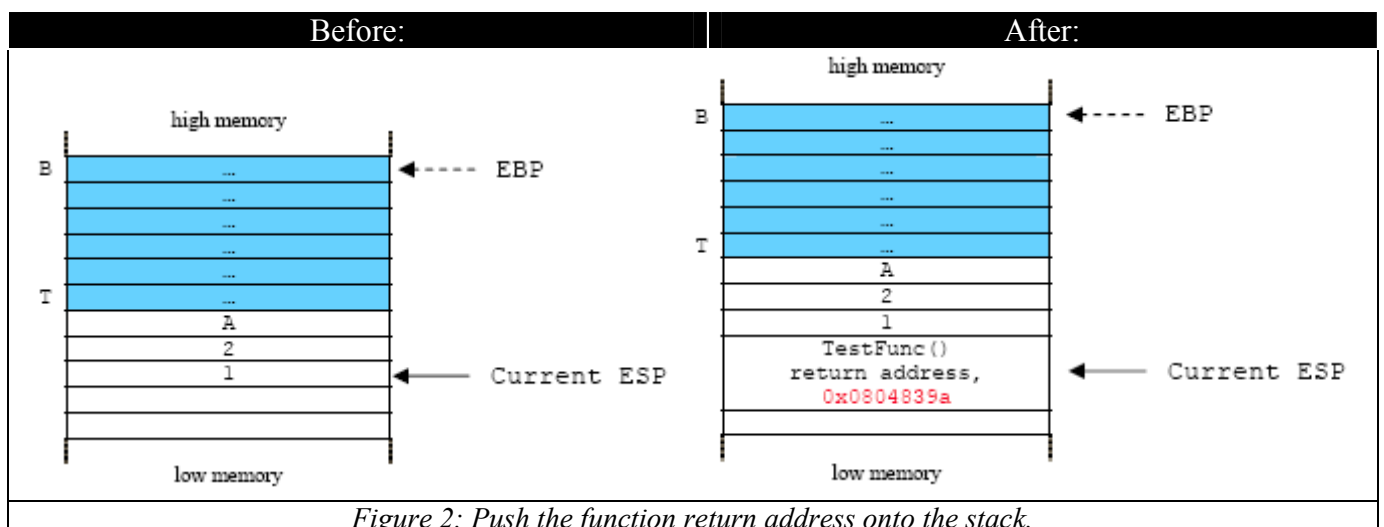 Before:
After:
high memory
B
...
EBP
...
...
...
...
T
...
A
2
1
Current ESP
low memory
high memory
B
...
EBP
...
...
...
...
T
...
A
2
1
TestFunc()
return address,
0x0804839a
Current ESP
low memory
Figure 2: Push the function return address onto the stack.